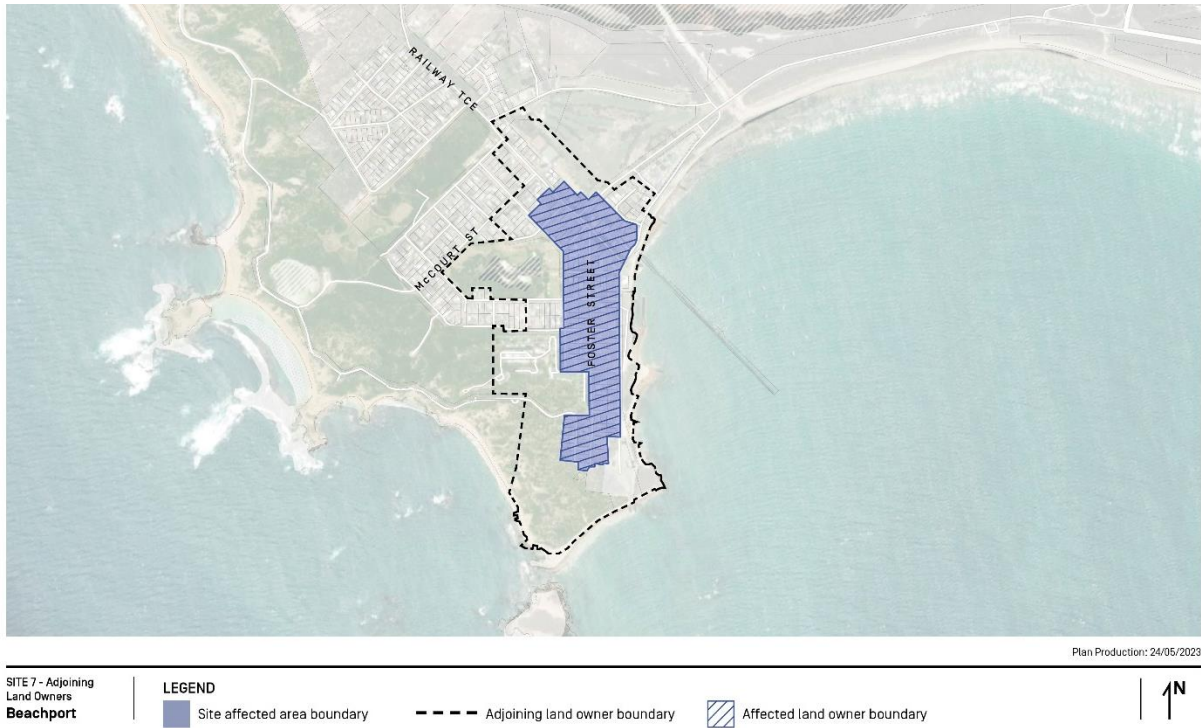 RAILWAY TCE
McCOURT ST
FOSTER STREET
Plan Production: 24/05/2023
SITE 7 - Adjoining
Land Owners
Beachport
LEGEND
Site affected area boundary
Adjoining land owner boundary
Affected land owner boundary
N